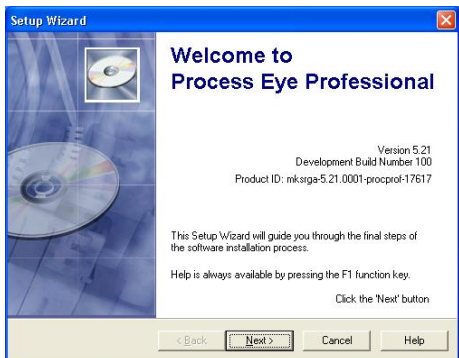 Setup Wizard
Welcome to
Process Eye Professional
Version 5.21
Development Build Number 100
Product ID: mksrga-5.21.0001-procprof-17617
This Setup Wizard will guide you through the final steps of
the software installation process.
Help is always available by pressing the F1 function key.
Click the 'Next' button
< Back Next > Cancel Help